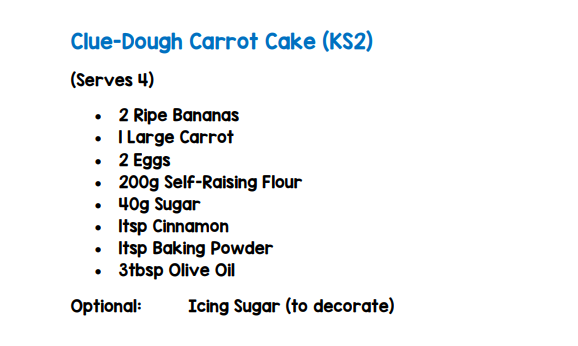 Clue-Dough Carrot Cake (KS2)
(Serves 4)
• 2 Ripe Bananas
• 1 Large Carrot
• 2 Eggs
• 200g Self-Raising Flour
• 40g Sugar
• 1tsp Cinnamon
• 1tsp Baking Powder
• 3tbsp Olive Oil
Optional: Icing Sugar (to decorate)